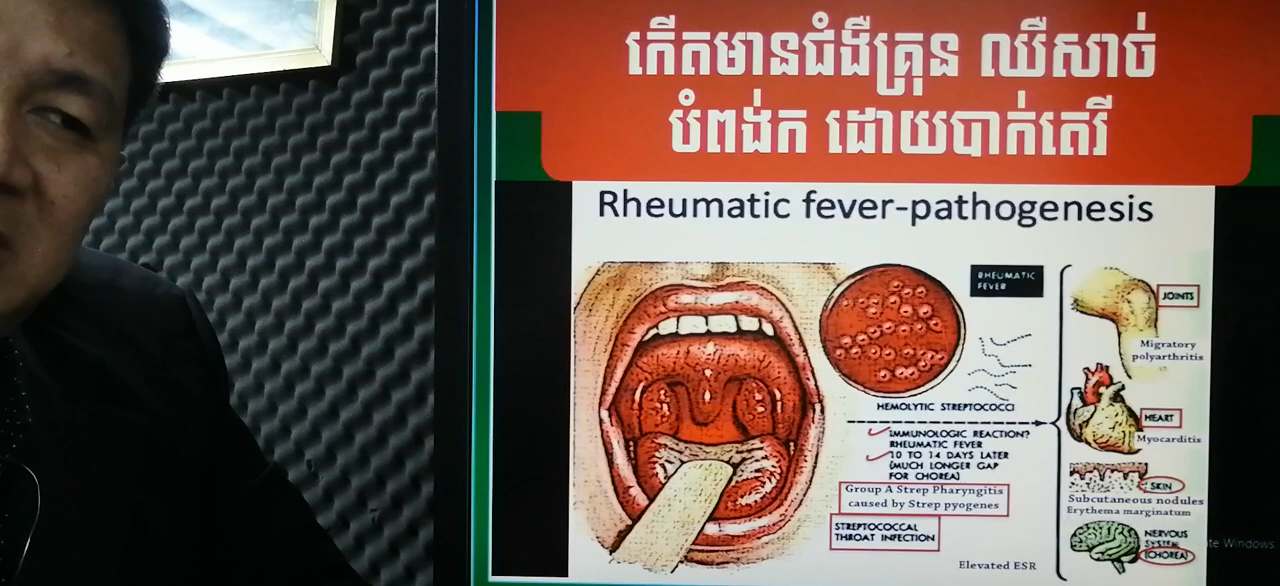 កើតមានជំងឺគ្រុន ឈឺសាច់
បំពង់ក ដោយបាក់តេរី
Rheumatic fever-pathogenesis
RHEUMATIC
FEVER
HEMOLYTIC STREPTOCOCCI
IMMUNOLOGIC REACTION?
RHEUMATIC FEVER
10 TO 14 DAYS LATER
(MUCH LONGER GAP
FOR CHOREA)
Group A Strep Pharyngitis
caused by Strep pyogenes
STREPTOCOCCAL
THROAT INFECTION
Elevated ESR
JOINTS
Migratory
polyarthritis
HEART
Myocarditis
SKIN
Subcutaneous nodules
Erythema marginatum
NERVOUS
SYSTEM
(CHOREA)
Windows